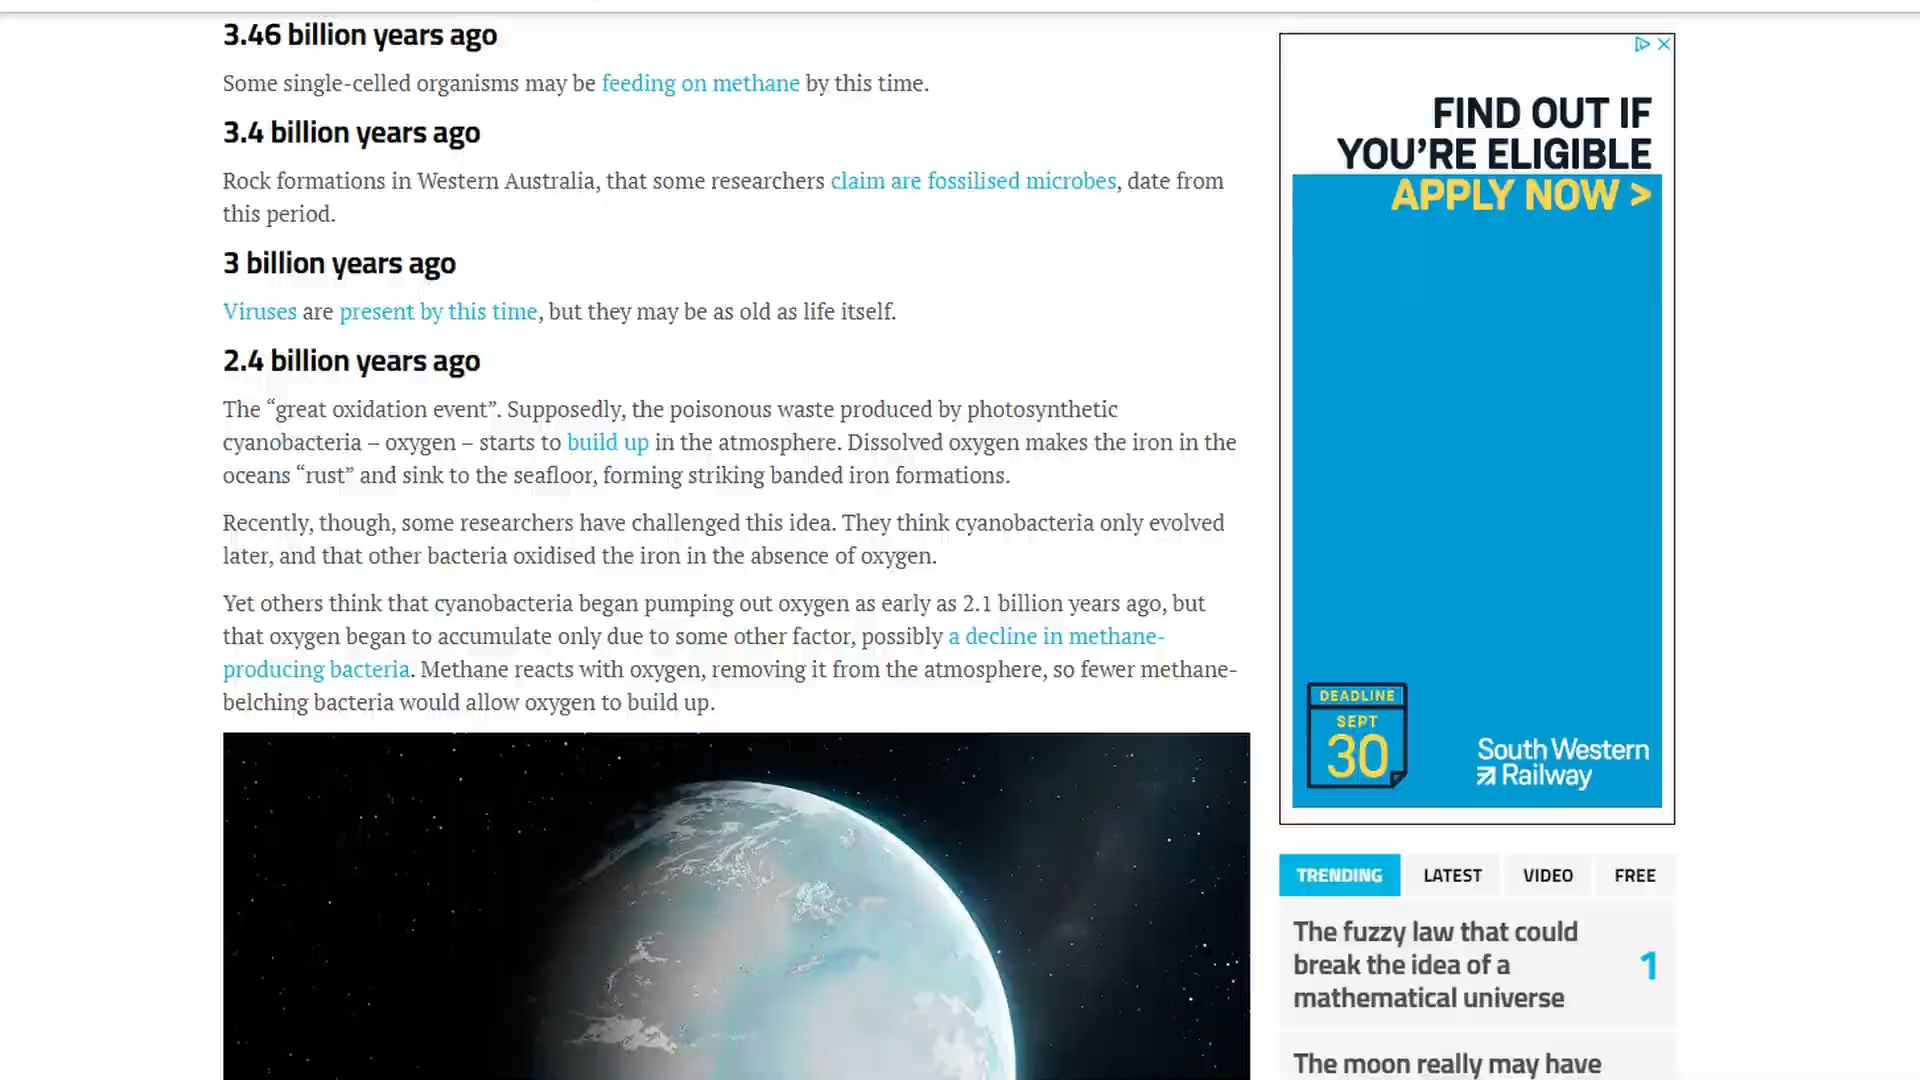 3.46 billion years ago
Some single-celled organisms may be feeding on methane by this time.
3.4 billion years ago
Rock formations in Western Australia, that some researchers claim are fossilised microbes, date from
this period.
3 billion years ago
Viruses are present by this time, but they may be as old as life itself.
2.4 billion years ago
The “great oxidation event”. Supposedly, the poisonous waste produced by photosynthetic
cyanobacteria – oxygen – starts to build up in the atmosphere. Dissolved oxygen makes the iron in the
oceans “rust” and sink to the seafloor, forming striking banded iron formations.
Recently, though, some researchers have challenged this idea. They think cyanobacteria only evolved
later, and that other bacteria oxidised the iron in the absence of oxygen.
Yet others think that cyanobacteria began pumping out oxygen as early as 2.1 billion years ago, but
that oxygen began to accumulate only due to some other factor, possibly a decline in methane-
producing bacteria. Methane reacts with oxygen, removing it from the atmosphere, so fewer methane-
belching bacteria would allow oxygen to build up.
FIND OUT IF
YOU’RE ELIGIBLE
APPLY NOW >
DEADLINE
SEPT
30
South Western
Railway
TRENDING LATEST VIDEO FREE
The fuzzy law that could
break the idea of a
mathematical universe
1
The moon really may have